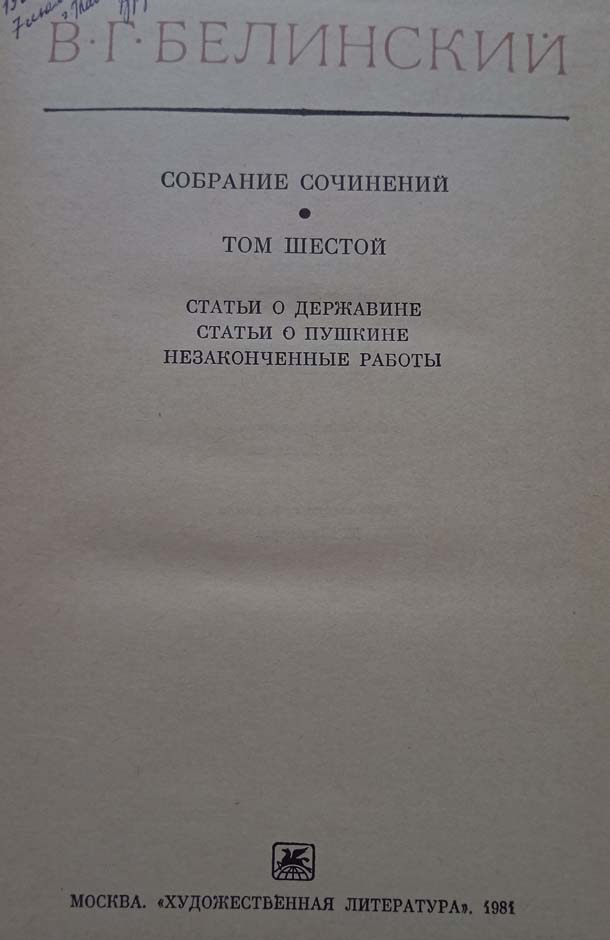 В·Г·БЕЛИНСКИЙ
СОБРАНИЕ СОЧИНЕНИЙ
•
ТОМ ШЕСТОЙ
СТАТЬИ О ДЕРЖАВИНЕ
СТАТЬИ О ПУШКИНЕ
НЕЗАКОНЧЕННЫЕ РАБОТЫ
МОСКВА. «ХУДОЖЕСТВЕННАЯ ЛИТЕРАТУРА». 1981